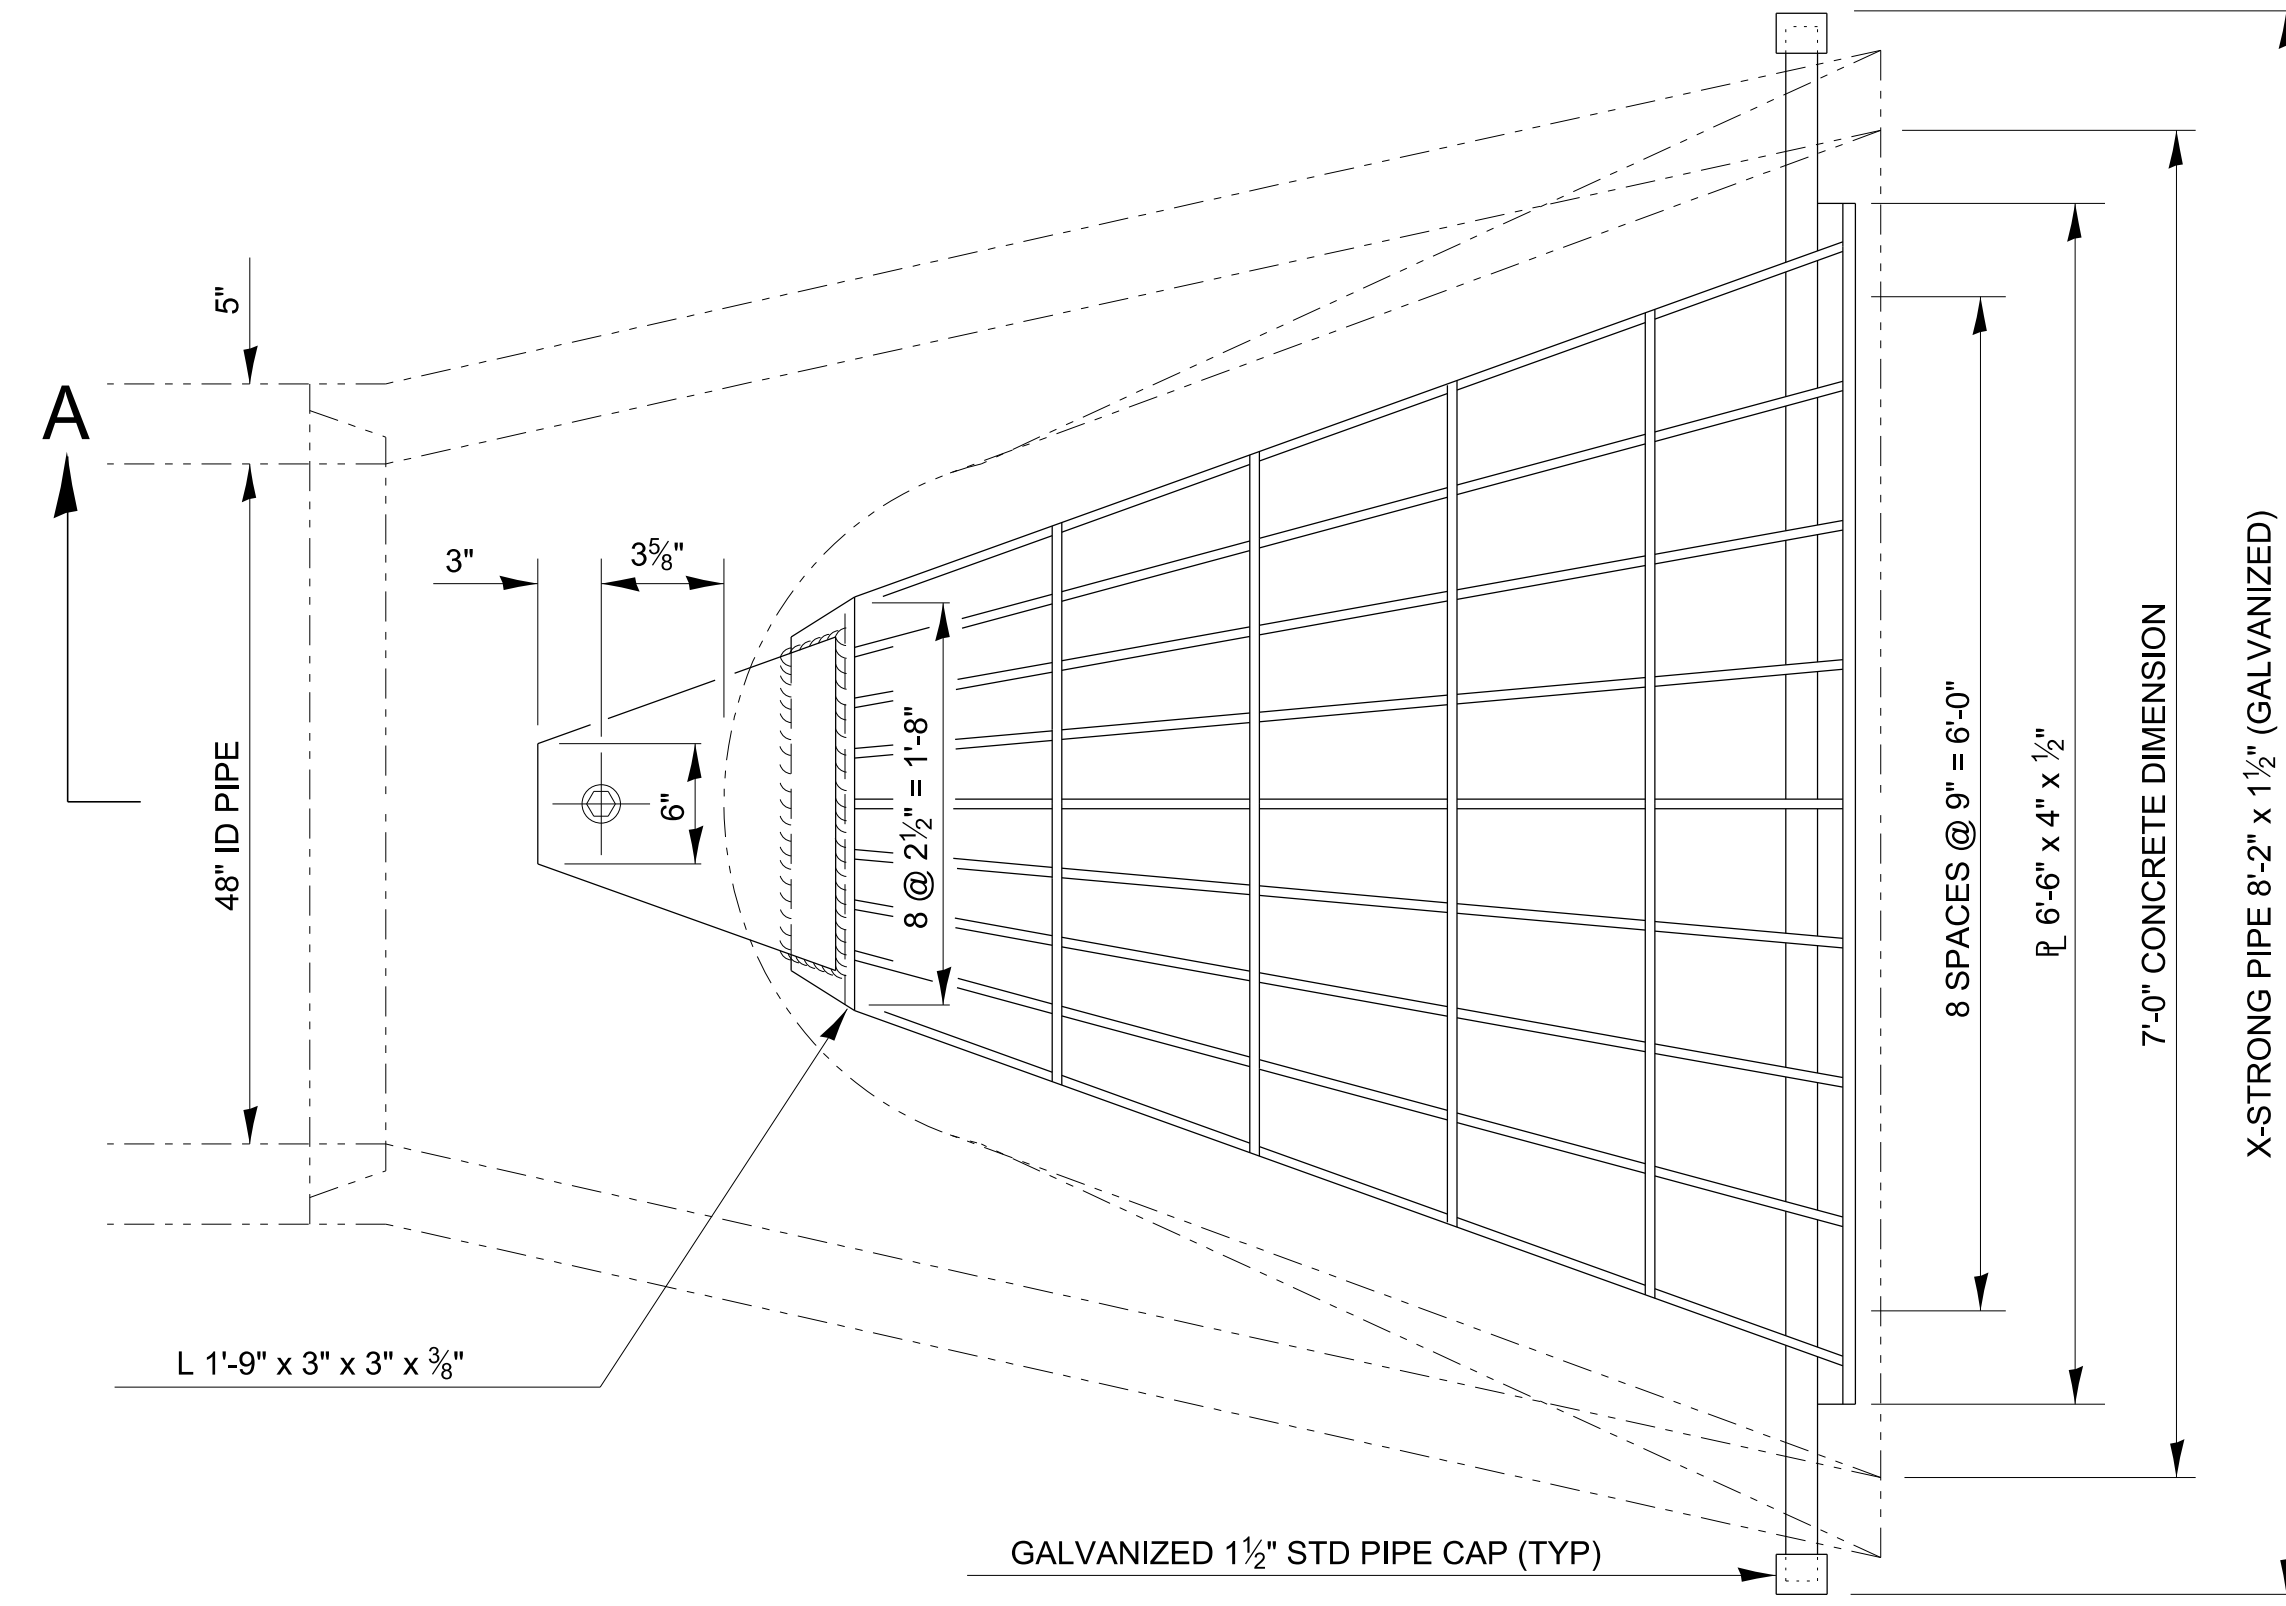 5"
A
3"
3⅝"
48" ID PIPE
6"
8 @ 2½" = 1'-8"
8 SPACES @ 9" = 6'-0"
℄ 6'-6" x 4" x ½"
7'-0" CONCRETE DIMENSION
X-STRONG PIPE 8'-2" x 1½" (GALVANIZED)
L 1'-9" x 3" x 3" x ⅜"
GALVANIZED 1½" STD PIPE CAP (TYP)